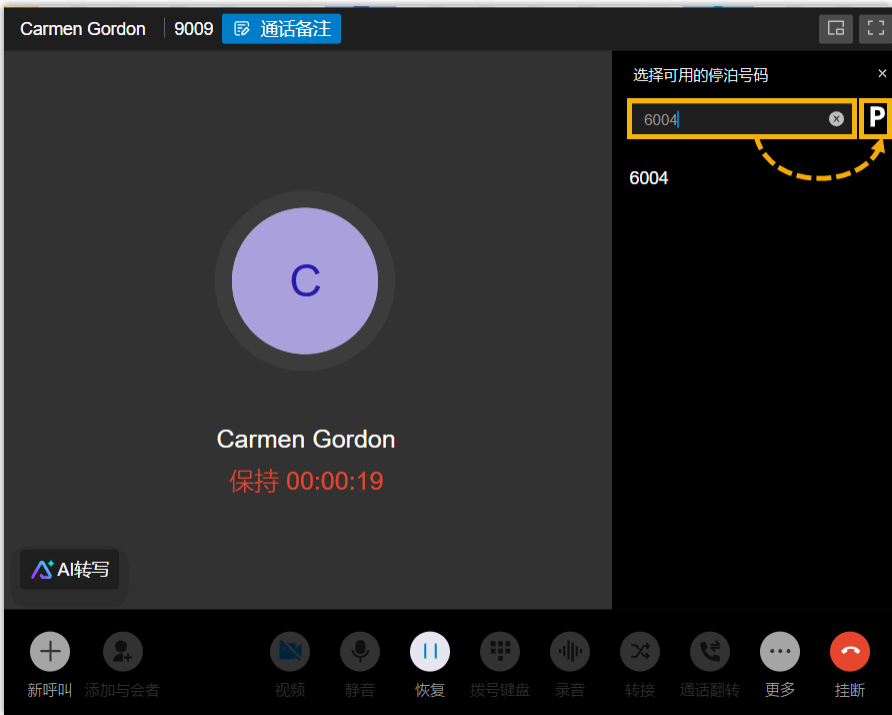 Carmen Gordon 9009 通话备注
选择可用的停泊号码
6004 P
6004
C
Carmen Gordon
保持 00:00:19
AI转写
新呼叫 添加与会者 视频 静音 恢复 拨号键盘 录音 转接 通话翻转 更多 挂断